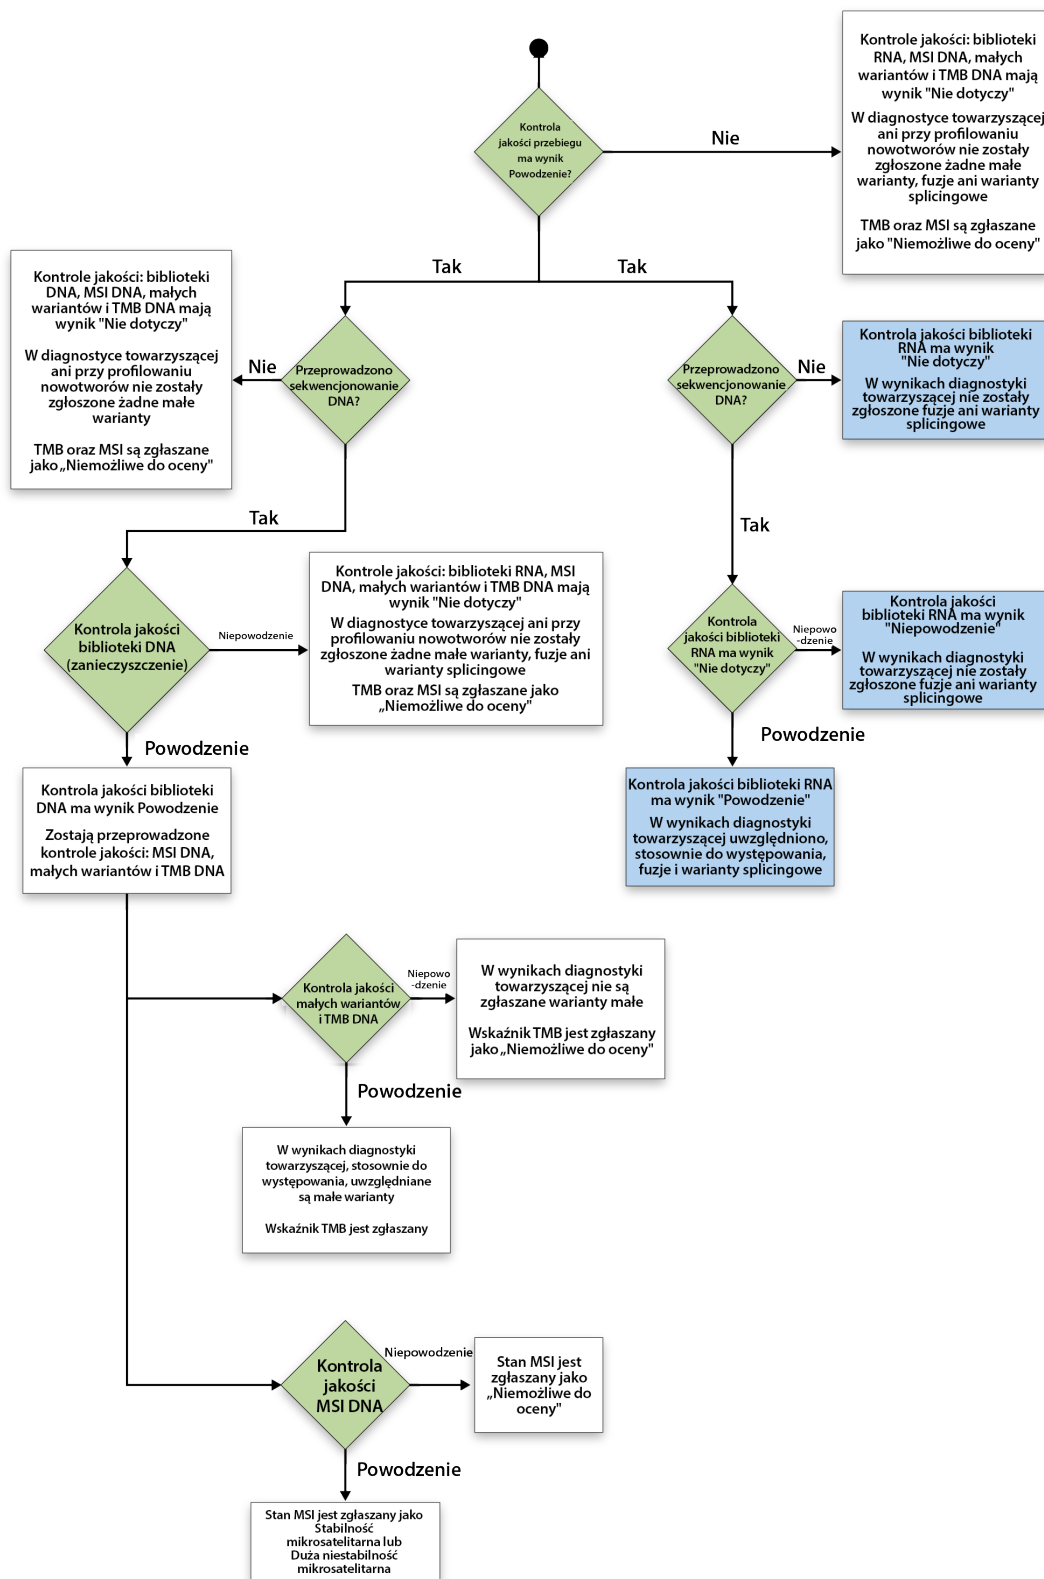 Kontrola
jakości przebiegu
ma wynik
Powodzenie?
Nie
Kontrole jakości: biblioteki
RNA, MSI DNA, małych
wariantów i TMB DNA mają
wynik "Nie dotyczy"
W diagnostyce towarzyszącej
ani przy profilowaniu
nowotworów nie zostały
zgłoszone żadne małe
warianty, fuzje ani warianty
splicingowe
TMB oraz MSI są zgłaszane
jako "Niemożliwe do oceny"
Tak
Tak
Kontrole jakości: biblioteki
DNA, MSI DNA, małych
wariantów i TMB DNA mają
wynik "Nie dotyczy"
W diagnostyce towarzyszącej
ani przy profilowaniu
nowotworów nie zostały
zgłoszone żadne małe
warianty
TMB oraz MSI są zgłaszane
jako „Niemożliwe do oceny"
Nie
Przeprowadzono
sekwencjonowanie
DNA?
Przeprowadzono
sekwencjonowanie
DNA?
Nie
Kontrola jakości biblioteki
RNA ma wynik
"Nie dotyczy"
W wynikach diagnostyki
towarzyszącej nie zostały
zgłoszone fuzje ani warianty
splicingowe
Tak
Tak
Kontrola jakości
biblioteki DNA
(zanieczyszczenie)
Niepowodzenie
Kontrole jakości: biblioteki RNA, MSI
DNA, małych wariantów i TMB DNA mają
wynik "Nie dotyczy"
W diagnostyce towarzyszącej ani przy
profilowaniu nowotworów nie zostały
zgłoszone żadne małe warianty, fuzje ani
warianty splicingowe
TMB oraz MSI są zgłaszane jako
„Niemożliwe do oceny"
Kontrola
jakości biblioteki
RNA ma wynik
"Nie dotyczy"
Niepowo
-dzenie
Kontrola jakości
biblioteki RNA ma wynik
"Niepowodzenie"
W wynikach diagnostyki
towarzyszącej nie zostały
zgłoszone fuzje ani warianty
splicingowe
Powodzenie
Powodzenie
Kontrola jakości biblioteki
DNA ma wynik Powodzenie
Zostają przeprowadzone
kontrole jakości: MSI DNA,
małych wariantów i TMB DNA
Kontrola jakości biblioteki RNA
ma wynik "Powodzenie"
W wynikach diagnostyki
towarzyszącej uwzględniono,
stosownie do występowania,
fuzje i warianty splicingowe
Kontrola jakości
małych wariantów
i TMB DNA
Niepowo
-dzenie
W wynikach diagnostyki
towarzyszącej nie są
zgłaszane warianty małe
Wskaźnik TMB jest zgłaszany
jako „Niemożliwe do oceny"
Powodzenie
W wynikach diagnostyki
towarzyszącej, stosownie do
występowania, uwzględniane
są małe warianty
Wskaźnik TMB jest zgłaszany
Kontrola
jakości
MSI DNA
Niepowodzenie
Stan MSI jest
zgłaszany jako
„Niemożliwe do
oceny"
Powodzenie
Stan MSI jest zgłaszany jako
Stabilność
mikrosatelitarna lub
Duża niestabilność
mikrosatelitarna